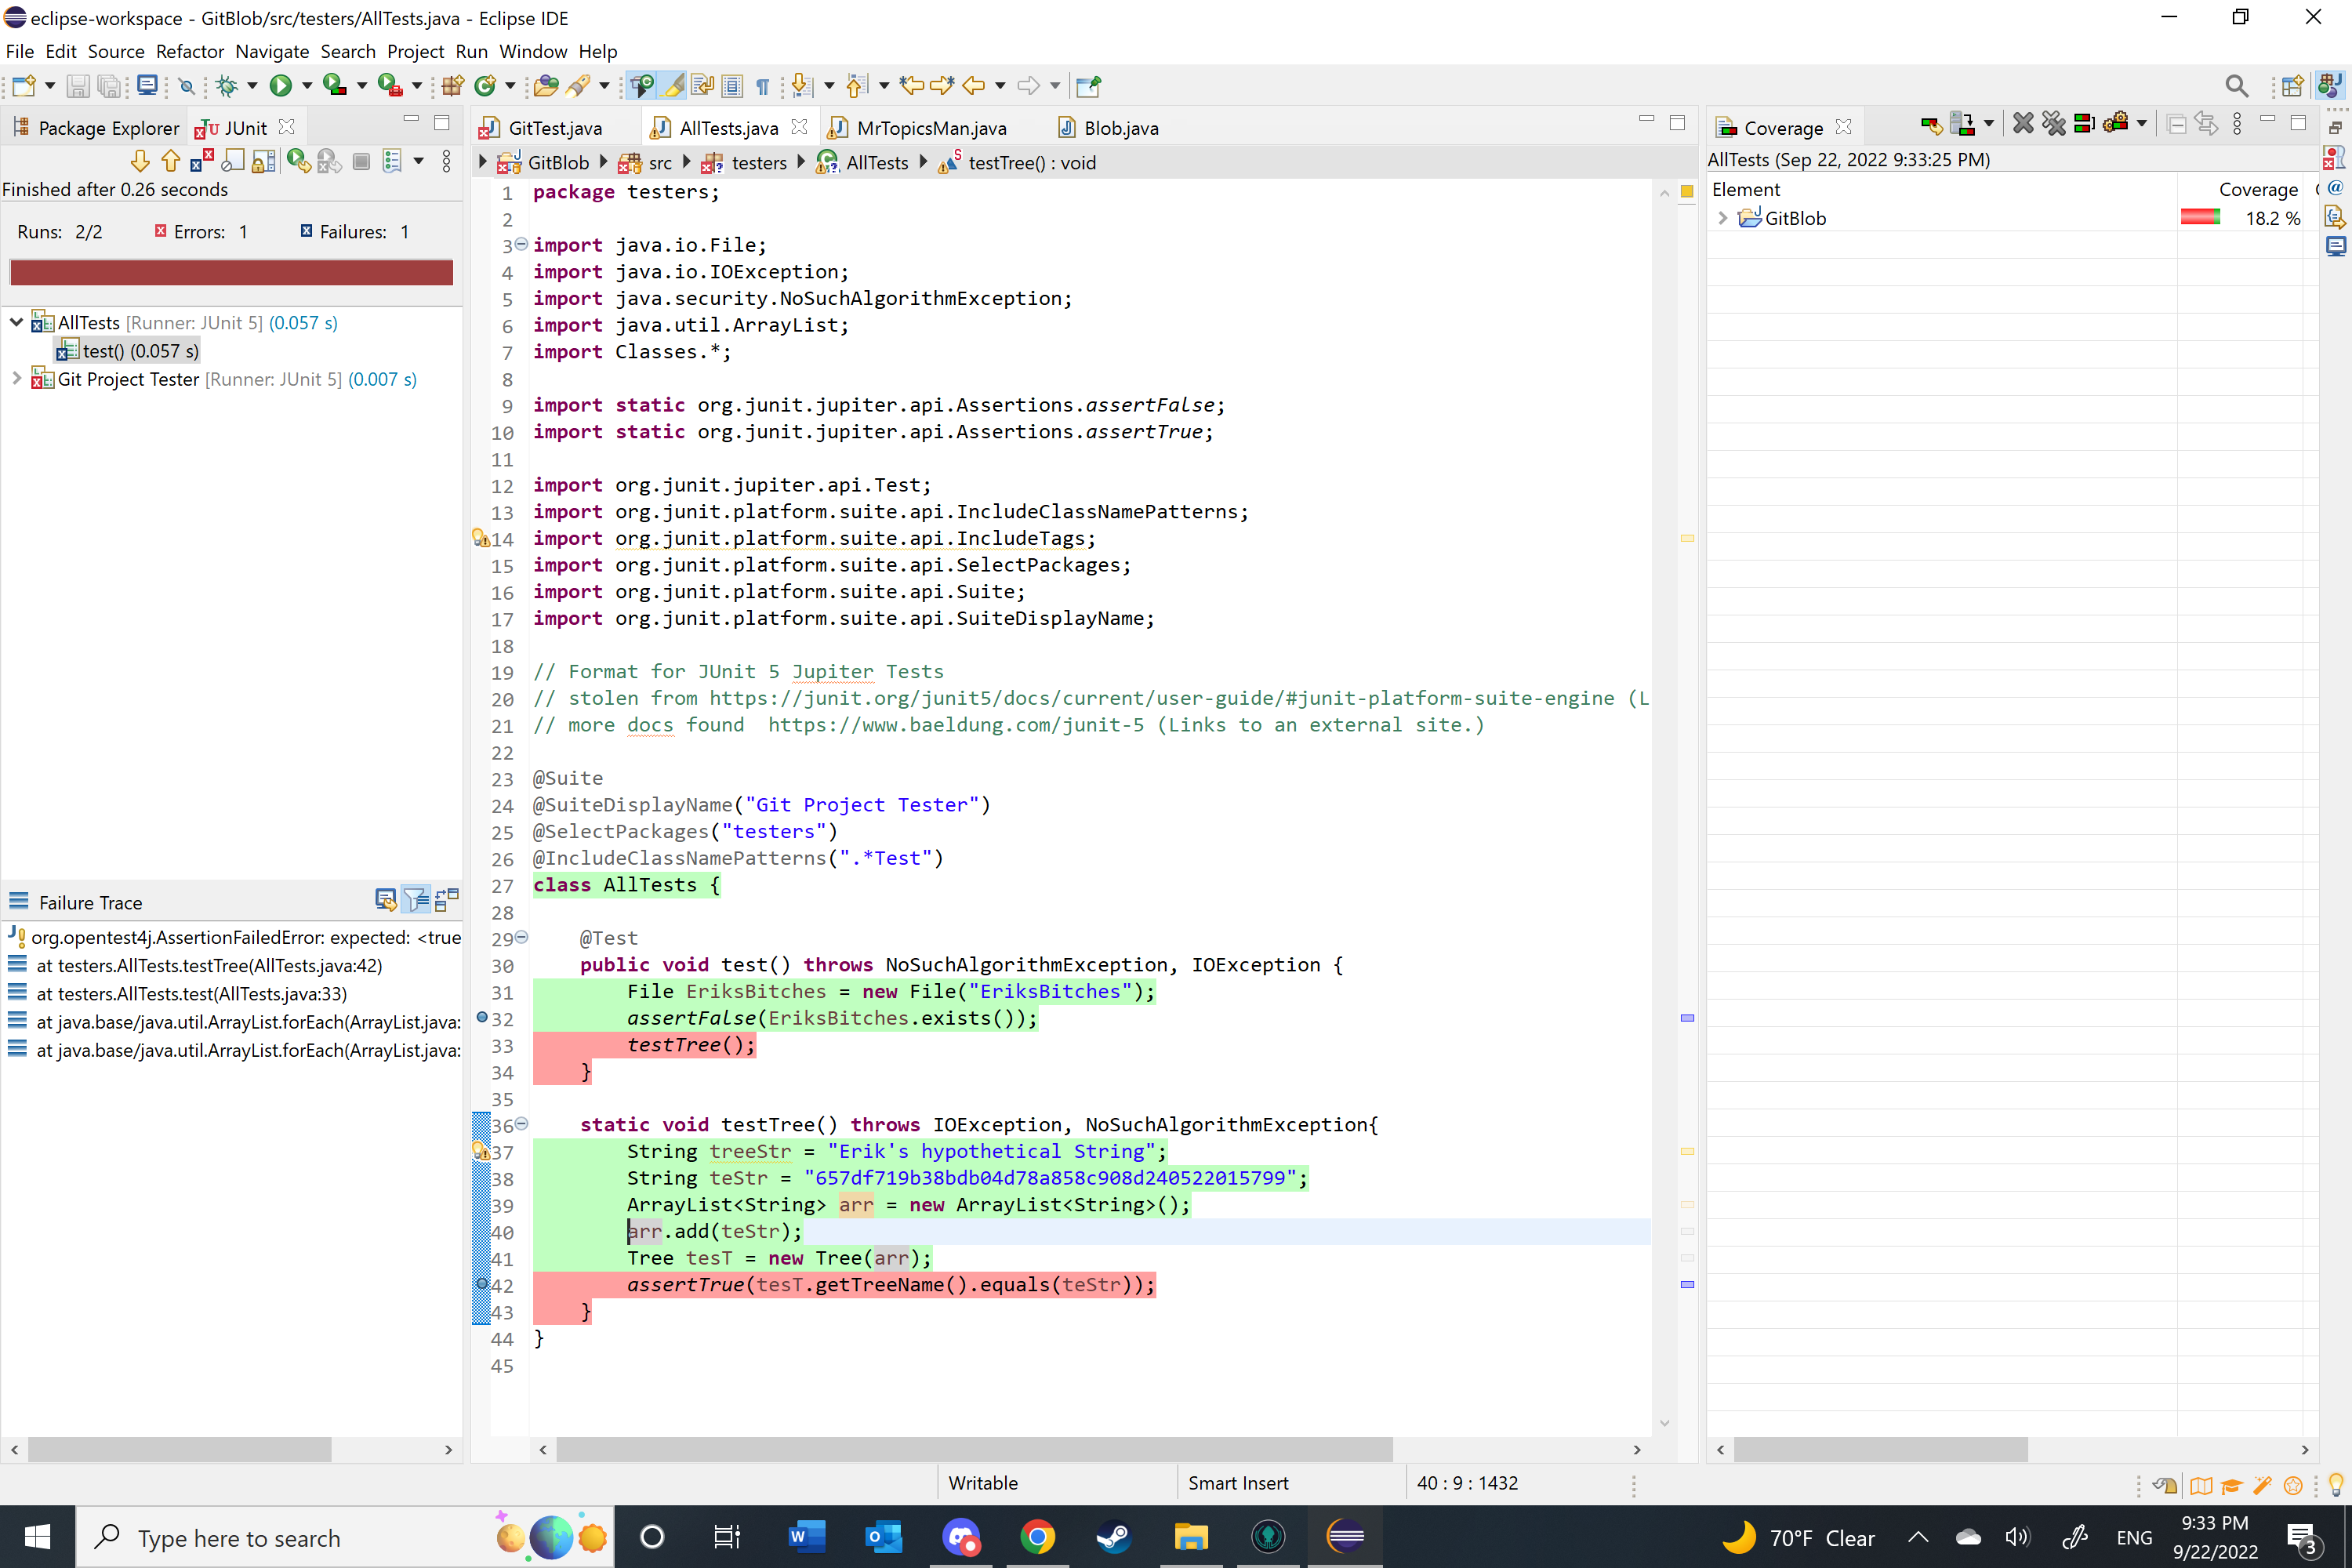 eclipse-workspace - GitBlob/src/testers/AllTests.java - Eclipse IDE
File Edit Source Refactor Navigate Search Project Run Window Help
Package Explorer
JUnit
Finished after 0.26 seconds
Runs: 2/2
Errors: 1
Failures: 1
AllTests [Runner: JUnit 5] (0.057 s)
test() (0.057 s)
Git Project Tester [Runner: JUnit 5] (0.007 s)
Failure Trace
org.opentest4j.AssertionFailedError: expected: <true
at testers.AllTests.testTree(AllTests.java:42)
at testers.AllTests.test(AllTests.java:33)
at java.base/java.util.ArrayList.forEach(ArrayList.java:
at java.base/java.util.ArrayList.forEach(ArrayList.java:
GitTest.java
AllTests.java
MrTopicsMan.java
Blob.java
GitBlob
src
testers
AllTests
testTree() : void
1 package testers;
2
3 import java.io.File;
4 import java.io.IOException;
5 import java.security.NoSuchAlgorithmException;
6 import java.util.ArrayList;
7 import Classes.*;
8
9 import static org.junit.jupiter.api.Assertions.assertFalse;
10 import static org.junit.jupiter.api.Assertions.assertTrue;
11
12 import org.junit.jupiter.api.Test;
13 import org.junit.platform.suite.api.IncludeClassNamePatterns;
14 import org.junit.platform.suite.api.IncludeTags;
15 import org.junit.platform.suite.api.SelectPackages;
16 import org.junit.platform.suite.api.Suite;
17 import org.junit.platform.suite.api.SuiteDisplayName;
18
19 // Format for JUnit 5 Jupiter Tests
20 // stolen from https://junit.org/junit5/docs/current/user-guide/#junit-platform-suite-engine (L
21 // more docs found  https://www.baeldung.com/junit-5 (Links to an external site.)
22
23 @Suite
24 @SuiteDisplayName("Git Project Tester")
25 @SelectPackages("testers")
26 @IncludeClassNamePatterns(".*Test")
27 class AllTests {
28
29 @Test
30 public void test() throws NoSuchAlgorithmException, IOException {
31 File EriksBitches = new File("EriksBitches");
32 assertFalse(EriksBitches.exists());
33 testTree();
34 }
35
36 static void testTree() throws IOException, NoSuchAlgorithmException{
37 String treeStr = "Erik's hypothetical String";
38 String teStr = "657df719b38bdb04d78a858c908d240522015799";
39 ArrayList<String> arr = new ArrayList<String>();
40 arr.add(teStr);
41 Tree tesT = new Tree(arr);
42 assertTrue(tesT.getTreeName().equals(teStr));
43 }
44 }
45
Coverage
AllTests (Sep 22, 2022 9:33:25 PM)
Element Coverage
GitBlob 18.2 %
Writable
Smart Insert
40 : 9 : 1432
Type here to search
70°F Clear
ENG
9:33 PM
9/22/2022
3